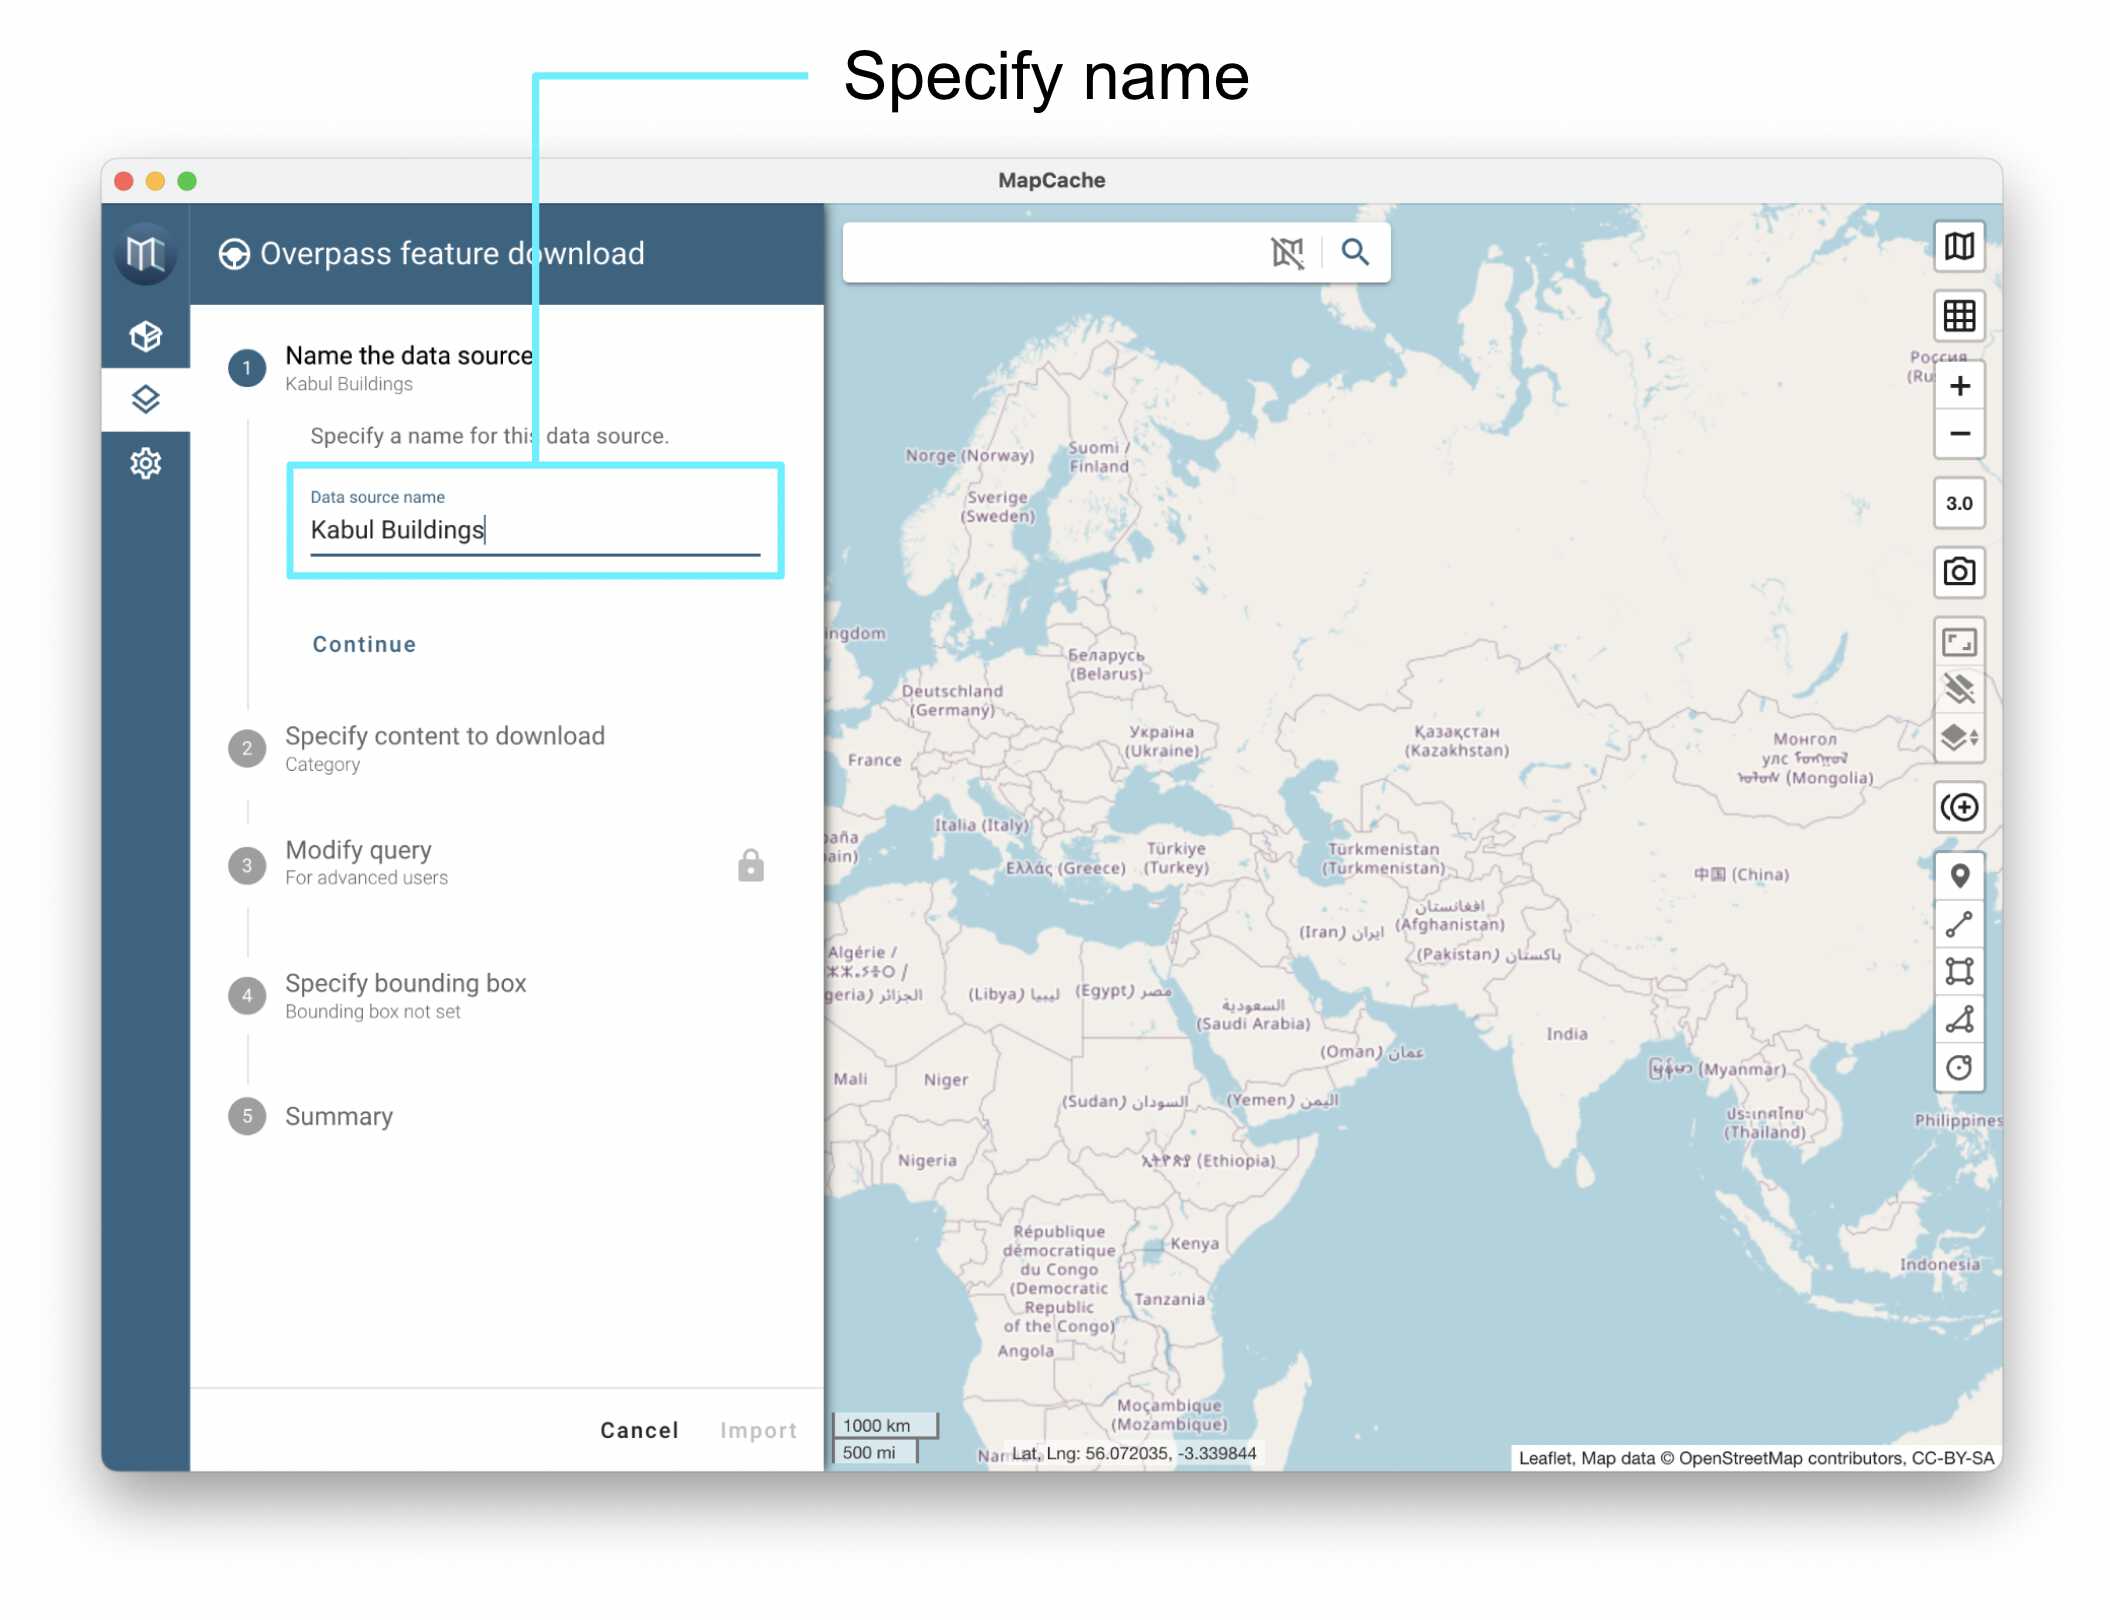 Specify name
MapCache
Overpass feature download
1
Name the data source
Kabul Buildings
Specify a name for this data source.
Data source name
Kabul Buildings
Continue
2
Specify content to download
Category
3
Modify query
For advanced users
4
Specify bounding box
Bounding box not set
5
Summary
Cancel
Import
3.0
Россия
(Ru
Norge (Norway)
Suomi /
Finland
Sverige
(Sweden)
ingdom
Беларусь
(Belarus)
Deutschland
(Germany)
Україна
(Ukraine)
France
Қазақстан
(Kazakhstan)
Монгол
улс
(Mongolia)
Italia (Italy)
aña
ain)
Ελλάς (Greece)
Türkiye
(Turkey)
Türkmenistan
(Turkmenistan)
中国 (China)
افغانستان
(Afghanistan)
ایران (Iran)
پاکستان (Pakistan)
Algérie /
ⵣⵣ.ⵢⴻⵔ /
geria) الجزائر
ليبيا (Libya)
مصر (Egypt)
السعودية
(Saudi Arabia)
عمان (Oman)
India
မြန်မာ (Myanmar)
Mali
Niger
السودان (Sudan)
اليمن (Yemen)
ประเทศไทย
(Thailand)
Philippines
Nigeria
ኢትዮጵያ (Ethiopia)
République
démocratique
du Congo
(Democratic
Republic
of the Congo)
Kenya
Tanzania
Indonesia
Angola
Moçambique
(Mozambique)
1000 km
500 mi
Lat, Lng: 56.072035, -3.339844
Leaflet, Map data © OpenStreetMap contributors, CC-BY-SA